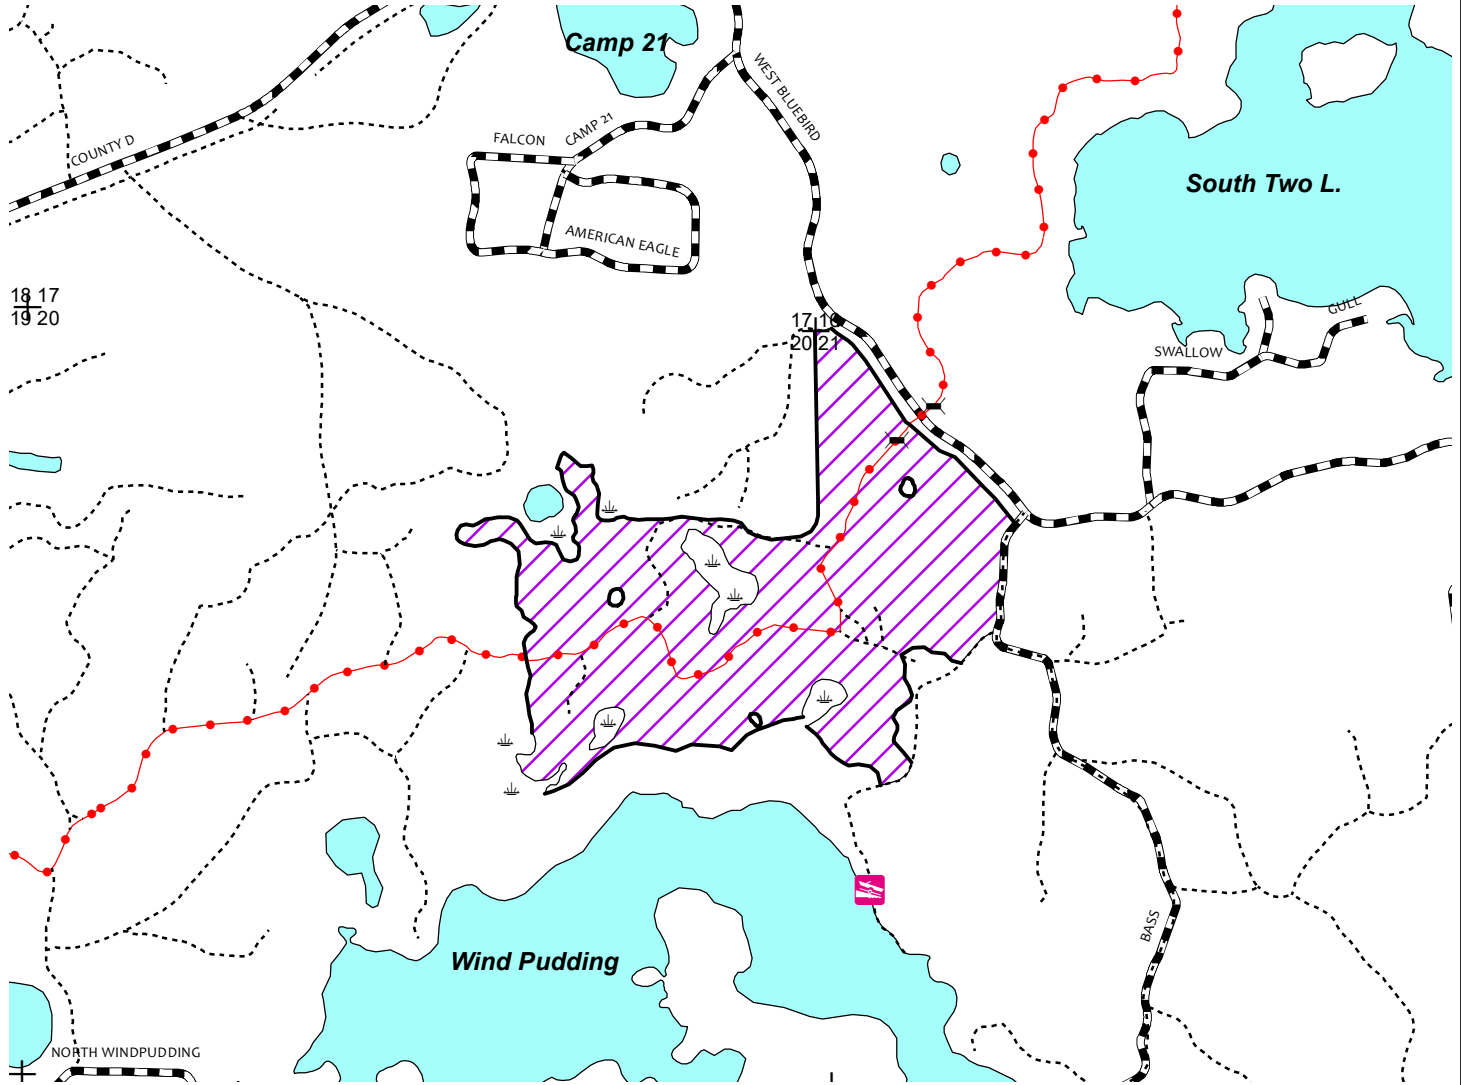 Camp 21
WEST BLUEBIRD
COUNTY D
FALCON
CAMP 21
South Two L.
AMERICAN EAGLE
18 17
19 20
GULL
17 16
20 21
SWALLOW
BASS
Wind Pudding
NORTH WINDPUDDING